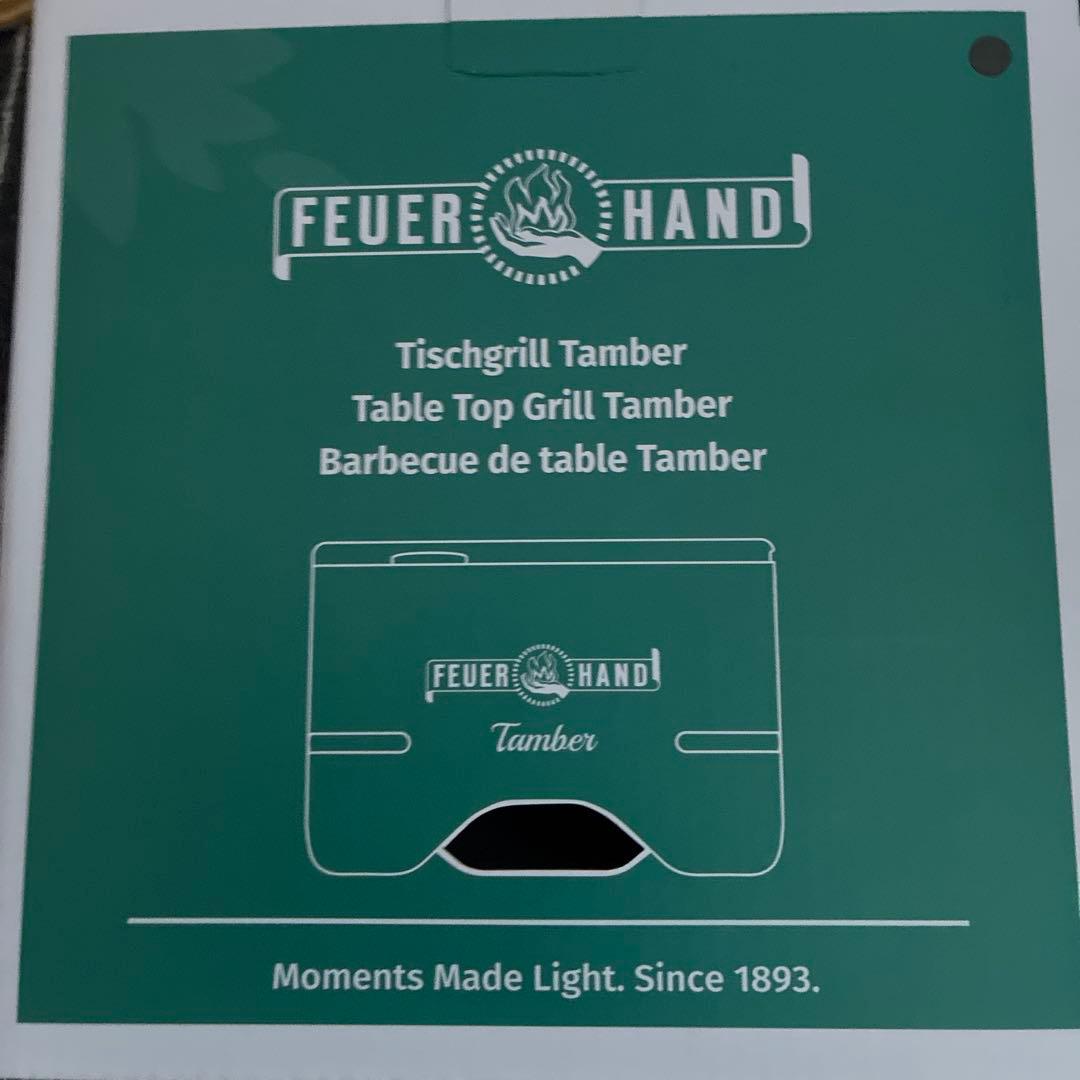 FEUER HAND
Tischgrill Tamber
Table Top Grill Tamber
Barbecue de table Tamber
FEUER HAND
Tamber
Moments Made Light. Since 1893.